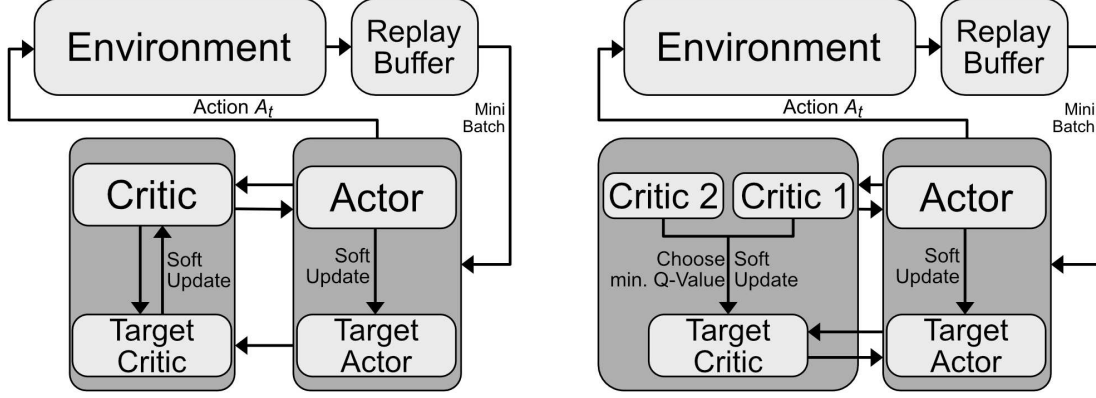 Environment
Replay
Buffer
Action At
Mini
Batch
Critic
Actor
Soft
Update
Soft
Update
Target
Critic
Target
Actor
Environment
Replay
Buffer
Action At
Mini
Batch
Critic 2
Critic 1
Actor
Choose
min. Q-Value
Soft
Update
Soft
Update
Target
Critic
Target
Actor